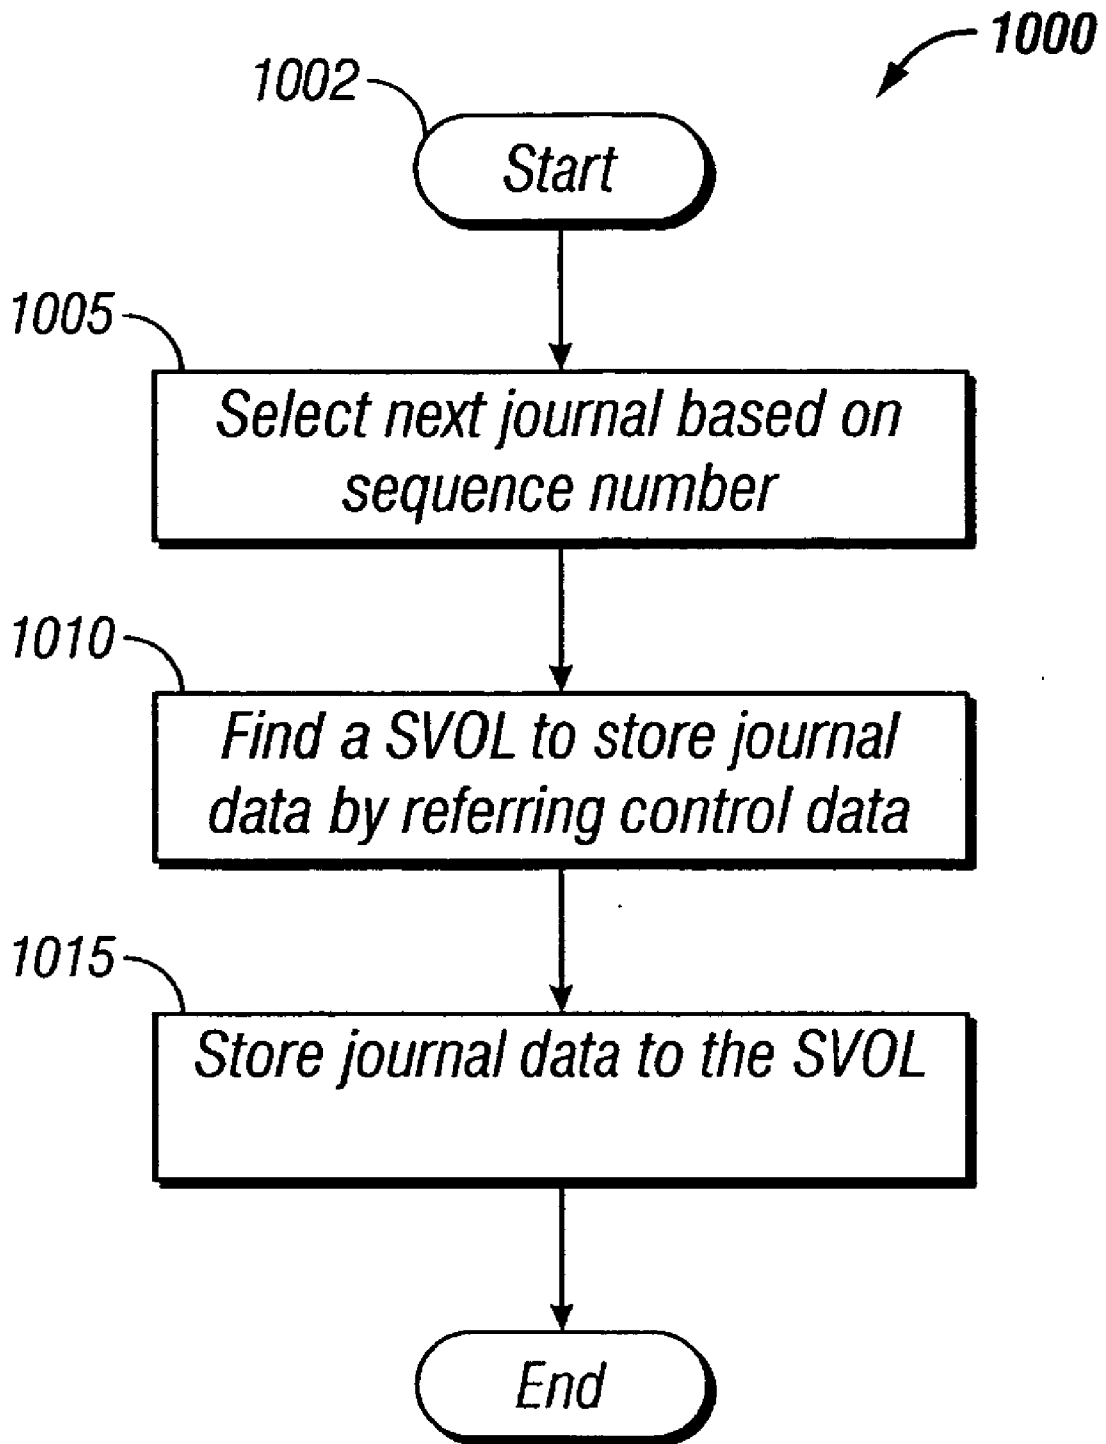 1000
1002
Start
1005
Select next journal based on
sequence number
1010
Find a SVOL to store journal
data by referring control data
1015
Store journal data to the SVOL
End